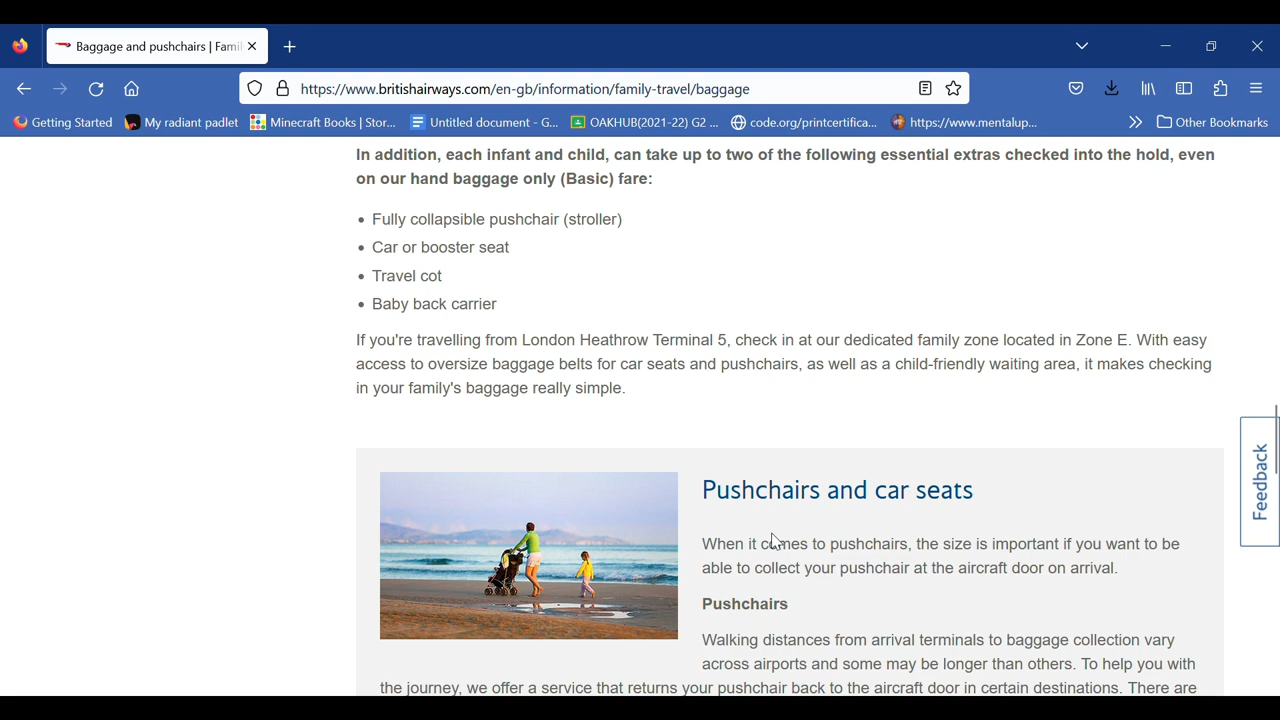 Baggage and pushchairs | Famil
https://www.britishairways.com/en-gb/information/family-travel/baggage
Getting Started My radiant padlet Minecraft Books | Stor... Untitled document - G... OAKHUB(2021-22) G2 ... code.org/printcertifica... https://www.mentalup... Other Bookmarks
In addition, each infant and child, can take up to two of the following essential extras checked into the hold, even
on our hand baggage only (Basic) fare:
• Fully collapsible pushchair (stroller)
• Car or booster seat
• Travel cot
• Baby back carrier
If you're travelling from London Heathrow Terminal 5, check in at our dedicated family zone located in Zone E. With easy
access to oversize baggage belts for car seats and pushchairs, as well as a child-friendly waiting area, it makes checking
in your family's baggage really simple.
Feedback
Pushchairs and car seats
When it comes to pushchairs, the size is important if you want to be
able to collect your pushchair at the aircraft door on arrival.
Pushchairs
Walking distances from arrival terminals to baggage collection vary
across airports and some may be longer than others. To help you with
the journey, we offer a service that returns your pushchair back to the aircraft door in certain destinations. There are